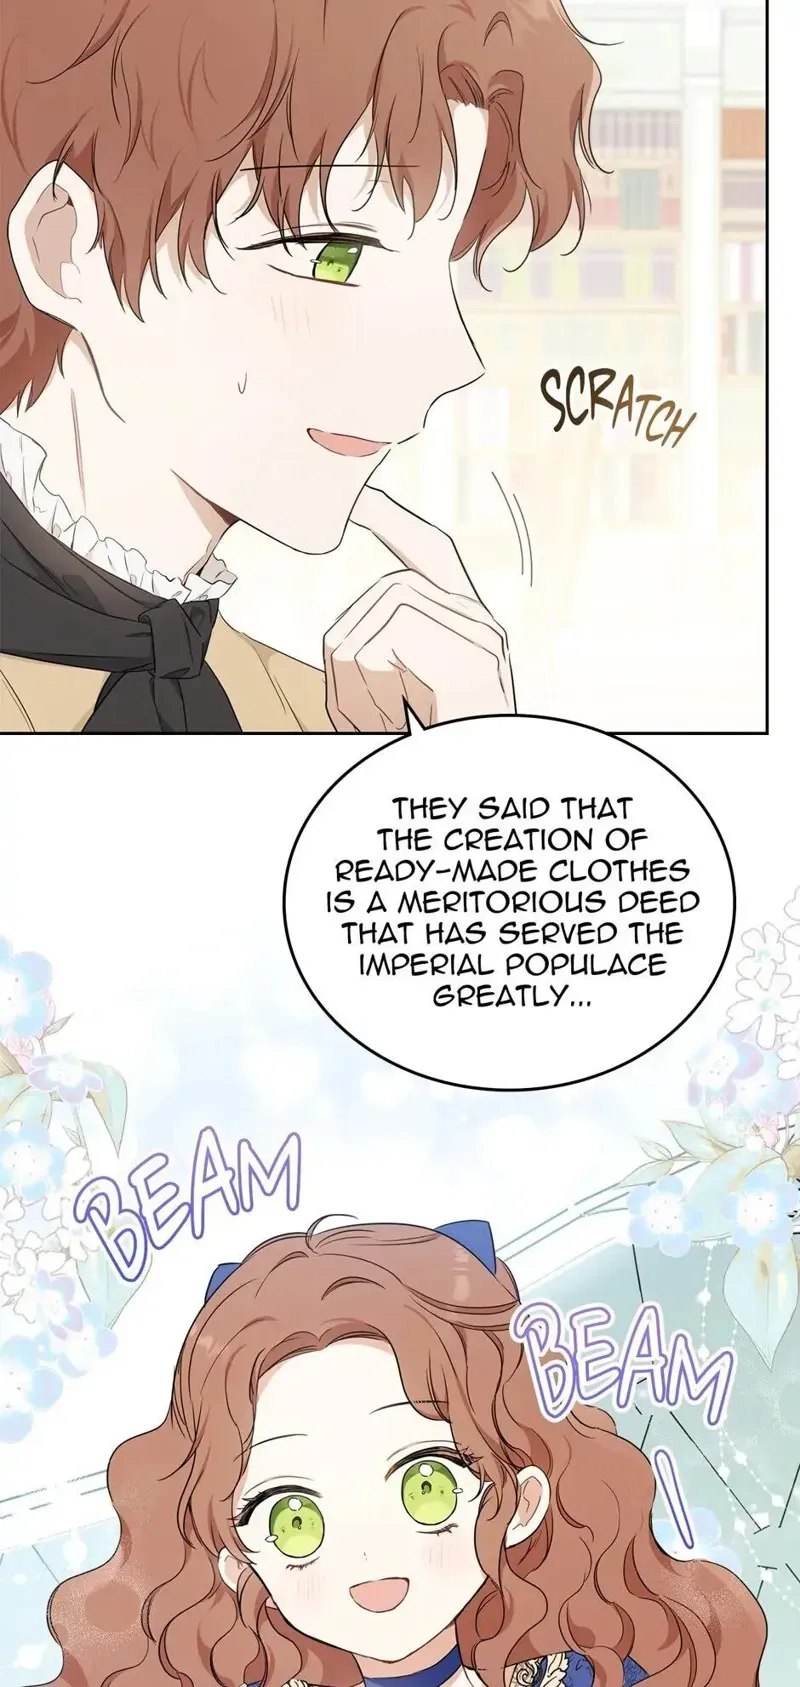 SCRATCH
THEY SAID THAT
THE CREATION OF
READY-MADE CLOTHES
IS A MERITORIOUS DEED
THAT HAS SERVED THE
IMPERIAL POPULACE
GREATLY...
BEAM
BEAM